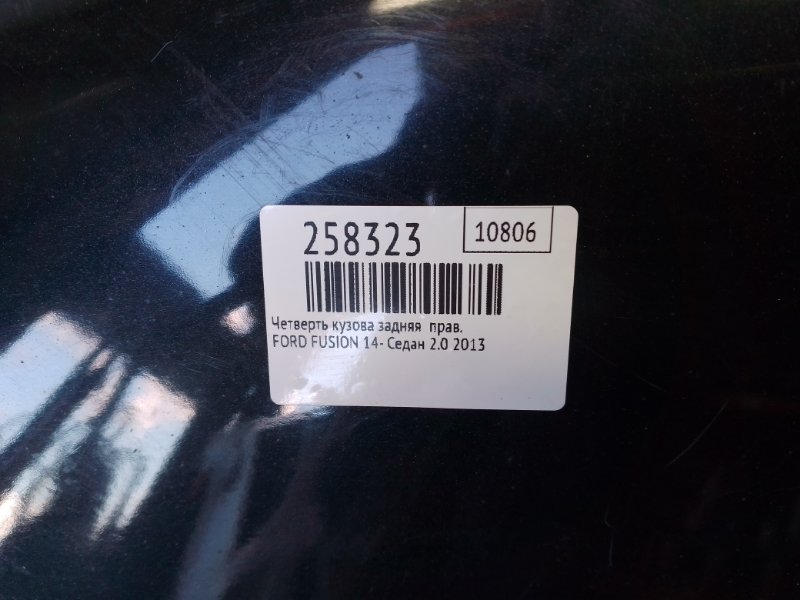 258323
10806
Четверть кузова задняя прав.
FORD FUSION 14- Седан 2.0 2013